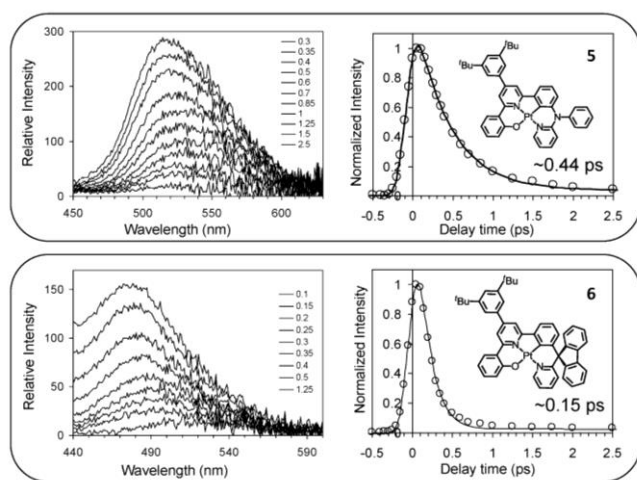 300
200
100
0
Relative Intensity
450 500 550 600
Wavelength (nm)
0.3
0.35
0.4
0.5
0.6
0.7
0.85
1
1.25
1.5
2.5
1
0.8
0.6
0.4
0.2
0
Normalized Intensity
-0.5 0 0.5 1 1.5 2 2.5
Delay time (ps)
5
tBu
tBu
N
Pt
O
N
N
~0.44 ps
150
100
50
0
Relative Intensity
440 490 540 590
Wavelength (nm)
0.1
0.15
0.2
0.25
0.3
0.35
0.4
0.5
1.25
1
0.8
0.6
0.4
0.2
0
Normalized Intensity
-0.5 0 0.5 1 1.5 2 2.5
Delay time (ps)
6
tBu
tBu
N
Pt
O
N
~0.15 ps